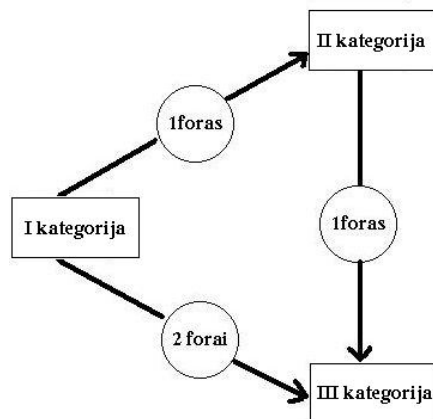 II kategorija
1foras
I kategorija
1foras
2 forai
III kategorija